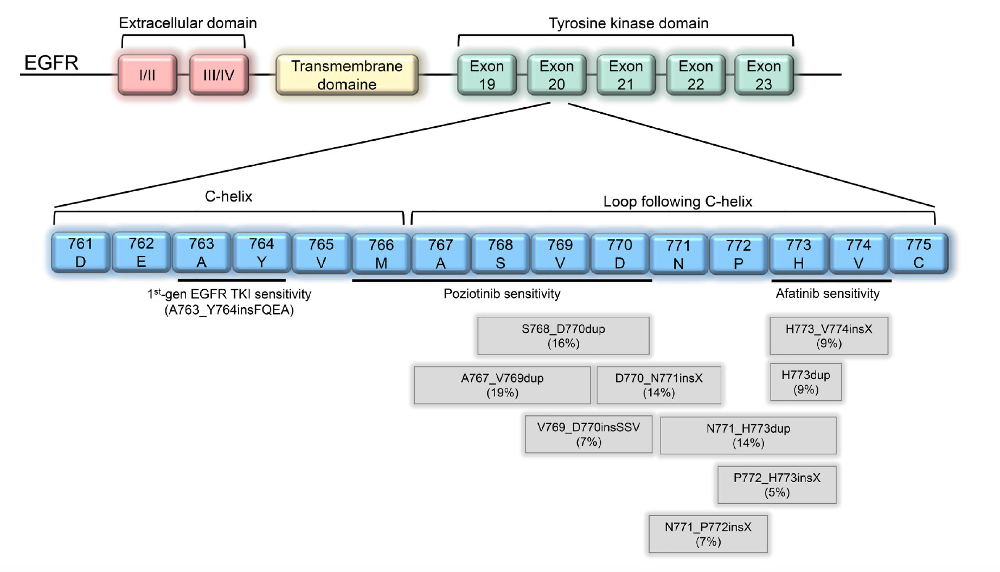 Extracellular domain
Tyrosine kinase domain
EGFR
I/II
III/IV
Transmembrane
domaine
Exon
19
Exon
20
Exon
21
Exon
22
Exon
23
C-helix
Loop following C-helix
761
D
762
E
763
A
764
Y
765
V
766
M
767
A
768
S
769
V
770
D
771
N
772
P
773
H
774
V
775
C
1st-gen EGFR TKI sensitivity
(A763_Y764insFQEA)
Poziotinib sensitivity
Afatinib sensitivity
S768_D770dup
(16%)
H773_V774insX
(9%)
A767_V769dup
(19%)
D770_N771insX
(14%)
H773dup
(9%)
V769_D770insSSV
(7%)
N771_H773dup
(14%)
P772_H773insX
(5%)
N771_P772insX
(7%)